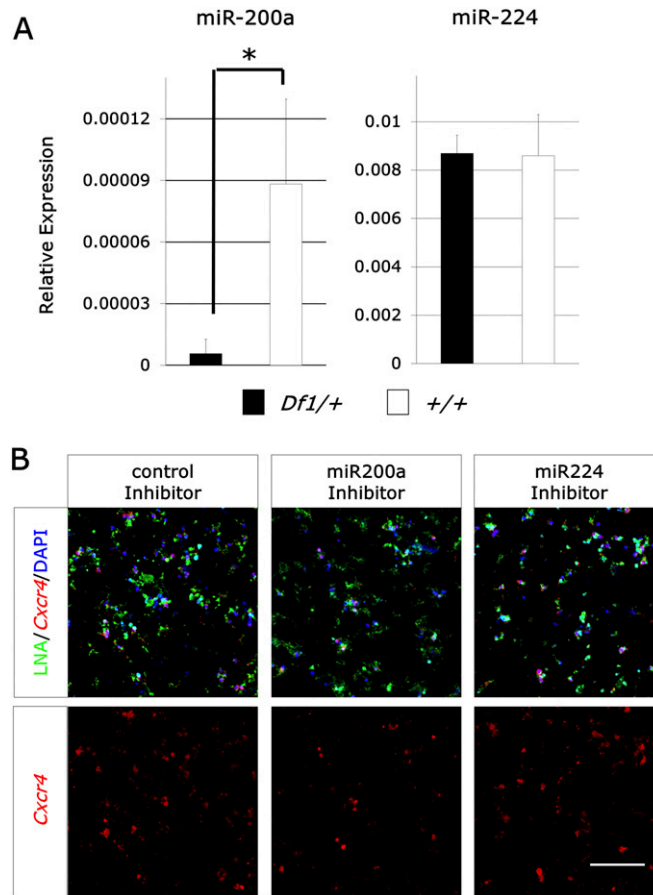 A
miR-200a
miR-224
*
Relative Expression
0.00012
0.00009
0.00006
0.00003
0
0.01
0.008
0.006
0.004
0.002
0
Df1/+
+/+
B
control
Inhibitor
miR200a
Inhibitor
miR224
Inhibitor
LNA/Cxcr4/DAPI
Cxcr4